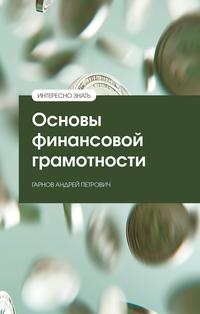 ИНТЕРЕСНО ЗНАТЬ
Основы
финансовой
грамотности
ГАРНОВ АНДРЕЙ ПЕТРОВИЧ